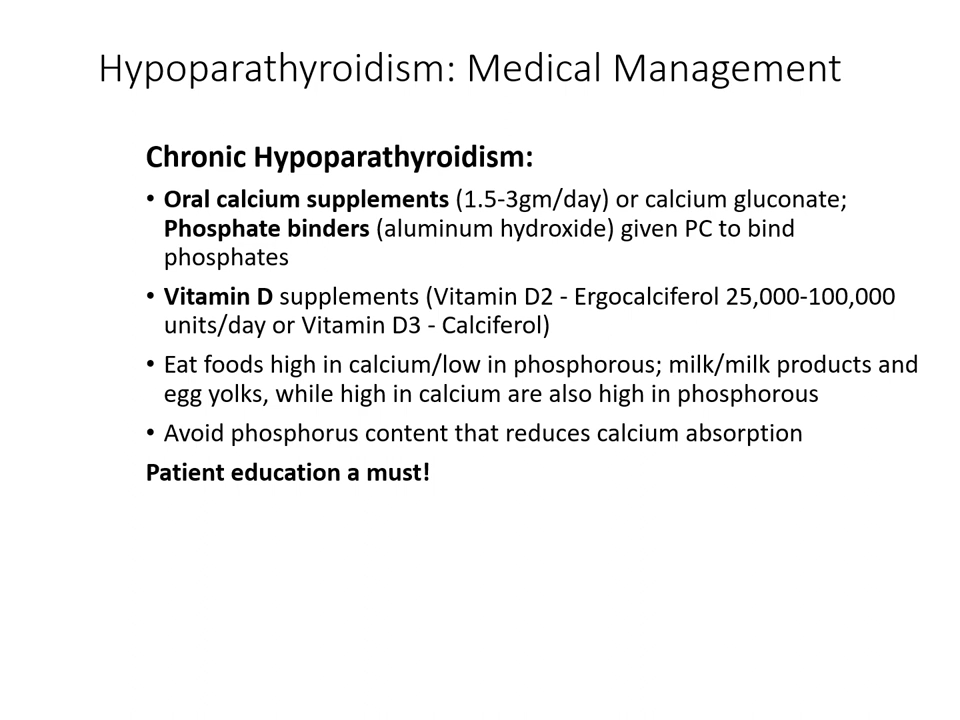 Hypoparathyroidism: Medical Management
Chronic Hypoparathyroidism:
• Oral calcium supplements (1.5-3gm/day) or calcium gluconate;
Phosphate binders (aluminum hydroxide) given PC to bind
phosphates
• Vitamin D supplements (Vitamin D2 - Ergocalciferol 25,000-100,000
units/day or Vitamin D3 - Calciferol)
• Eat foods high in calcium/low in phosphorous; milk/milk products and
egg yolks, while high in calcium are also high in phosphorous
• Avoid phosphorus content that reduces calcium absorption
Patient education a must!